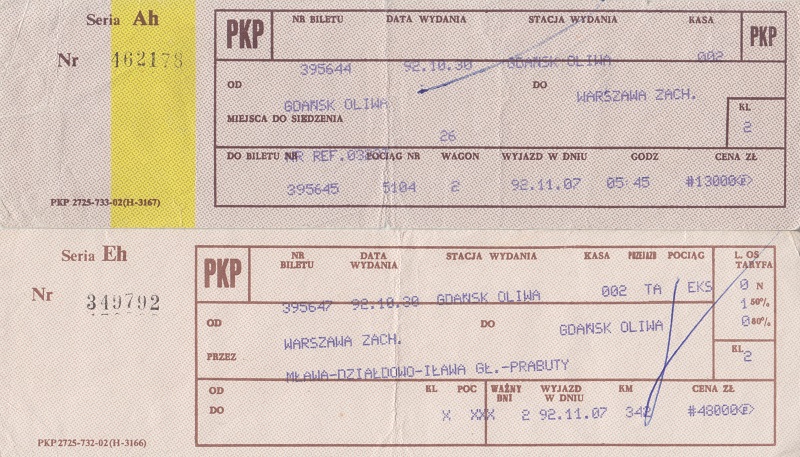 Seria Ah
Nr 462178
PKP 2725-733-02(H-3167)
PKP NR BILETU DATA WYDANIA STACJA WYDANIA KASA PKP
395644 92.10.30 GDAŃSK OLIWA 002
OD DO
GDAŃSK OLIWA WARSZAWA ZACH.
MIEJSCA DO SIEDZENIA KL
26 2
DO BILETU NR POCIĄG NR WAGON WYJAZD W DNIU GODZ CENA ZŁ
NR REF.
395645 5104 2 92.11.07 05:45 #13000
Seria Eh
Nr 349792
PKP 2725-732-02(H-3166)
PKP NR BILETU DATA WYDANIA STACJA WYDANIA KASA PRZEJAZD POCIĄG L. OS TARYFA
395647 92.10.30 GDAŃSK OLIWA 002 TA EKS 0 N
1 50%
0 80%
OD DO
WARSZAWA ZACH. GDAŃSK OLIWA
PRZEZ KL 2
MŁAWA-DZIAŁDOWO-IŁAWA GŁ.-PRABUTY
OD KL POC WAŻNY DNI WYJAZD W DNIU KM CENA ZŁ
DO X XXX 2 92.11.07 342 #48000